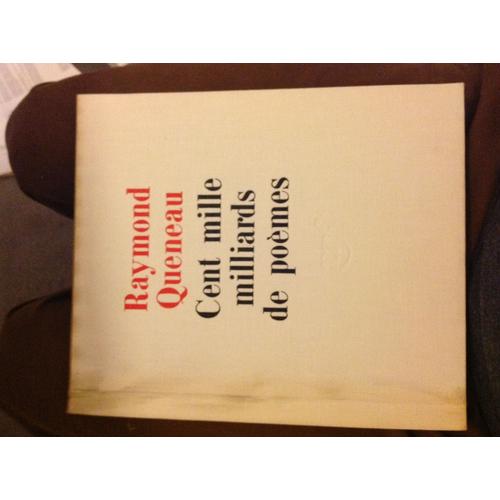 Raymond
Queneau
Cent mille
milliards
de poèmes